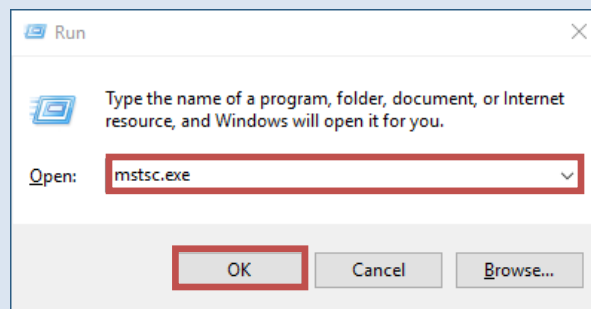 Run
Type the name of a program, folder, document, or Internet
resource, and Windows will open it for you.
Open: mstsc.exe
OK Cancel Browse...